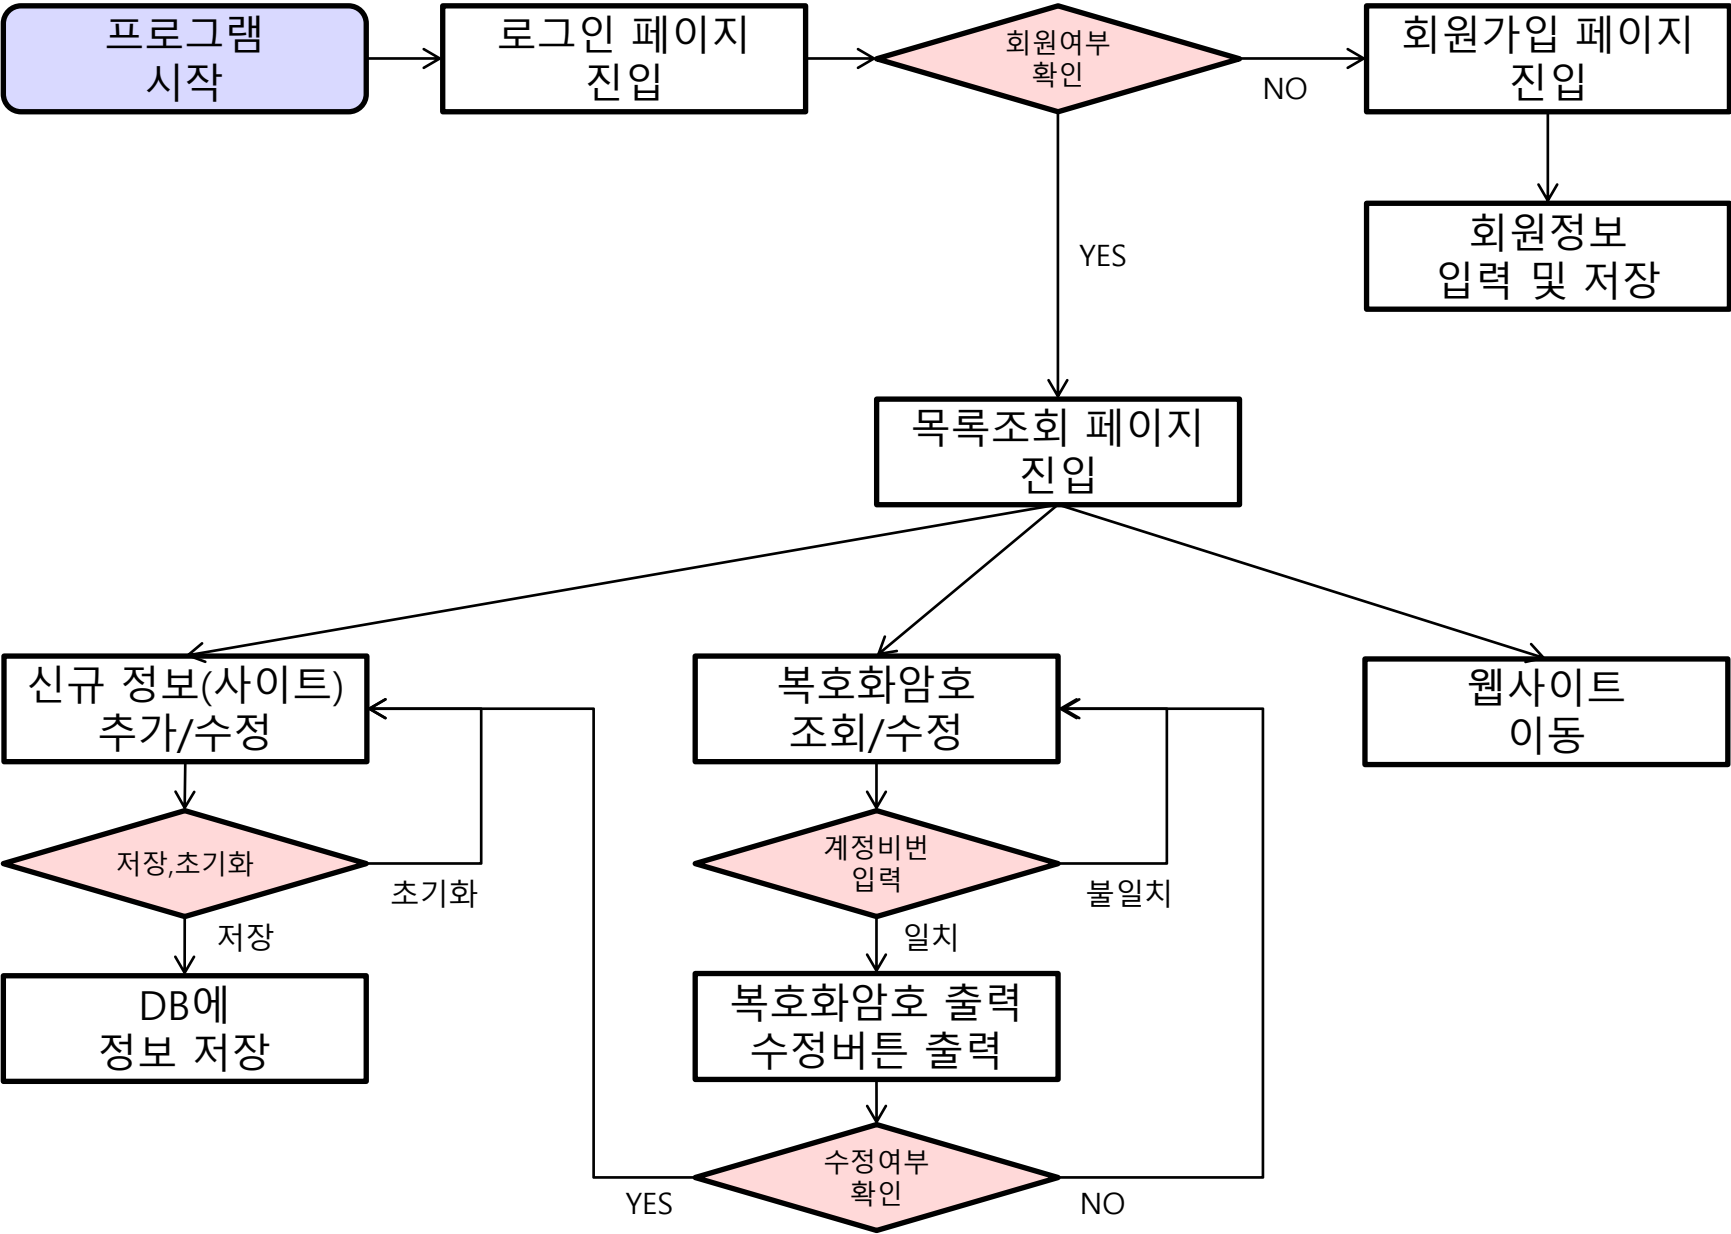 프로그램
시작
로그인 페이지
진입
회원여부
확인
NO
회원가입 페이지
진입
YES
회원정보
입력 및 저장
목록조회 페이지
진입
신규 정보(사이트)
추가/수정
복호화암호
조회/수정
웹사이트
이동
저장,초기화
초기화
계정비번
입력
불일치
저장
일치
DB에
정보 저장
복호화암호 출력
수정버튼 출력
수정여부
확인
YES
NO